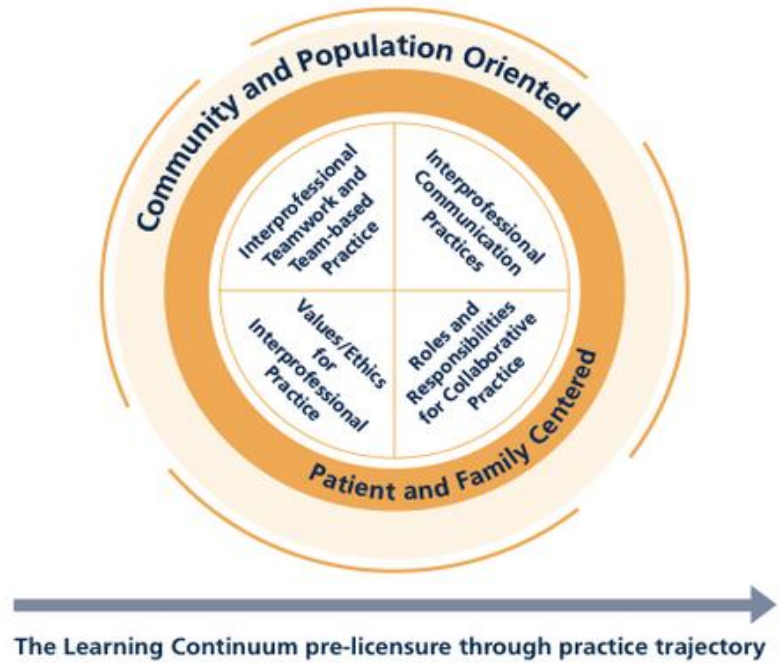 Community and Population Oriented
Interprofessional
Teamwork and
Team-based
Practice
Interprofessional
Communication
Practices
Values/Ethics
for
Interprofessional
Practice
Roles and
Responsibilities
for Collaborative
Practice
Patient and Family Centered
The Learning Continuum pre-licensure through practice trajectory